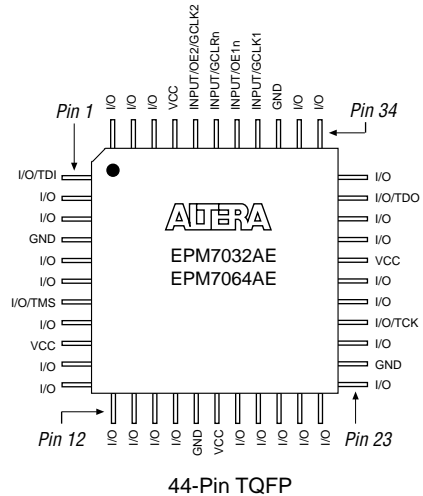 I/O
I/O
I/O
VCC
INPUT/OE2/GCLK2
INPUT/GCLRn
INPUT/OE1n
INPUT/GCLK1
GND
I/O
I/O
Pin 1
Pin 34
I/O/TDI
I/O
I/O
GND
I/O
I/O
I/O/TMS
I/O
VCC
I/O
I/O
ALTERA
EPM7032AE
EPM7064AE
I/O
I/O/TDO
I/O
I/O
VCC
I/O
I/O
I/O/TCK
I/O
GND
I/O
Pin 12
Pin 23
I/O
I/O
I/O
I/O
GND
VCC
I/O
I/O
I/O
I/O
I/O
44-Pin TQFP